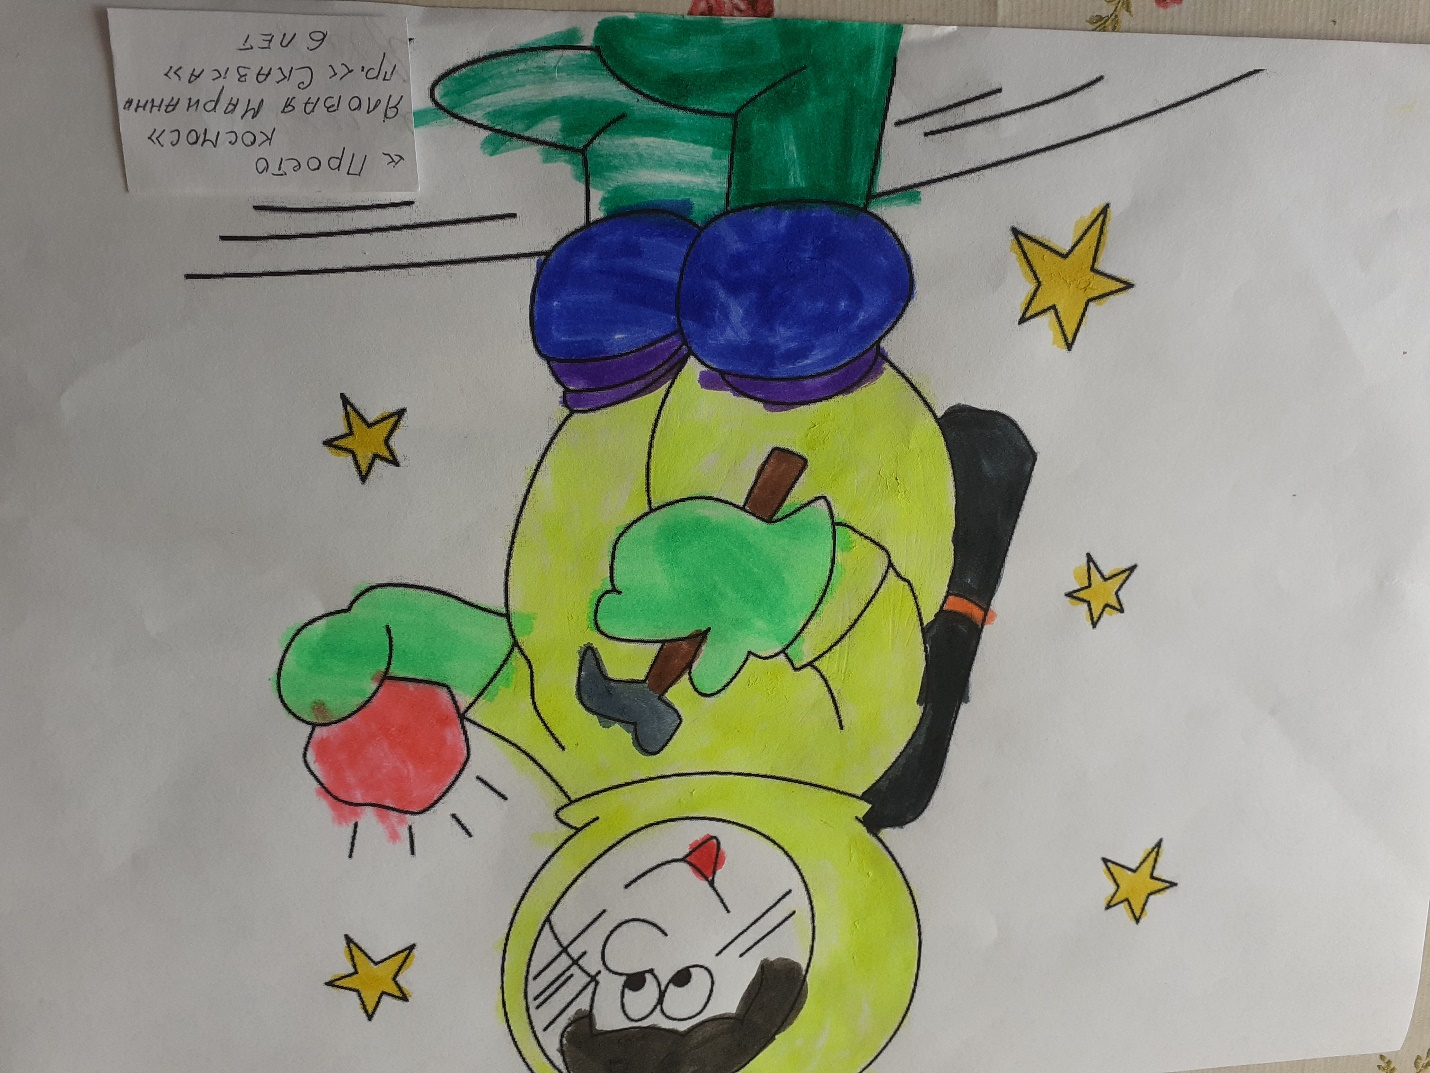 « Просто
космос»
Яловая Марианна
гр. « Сказка»
6 лет